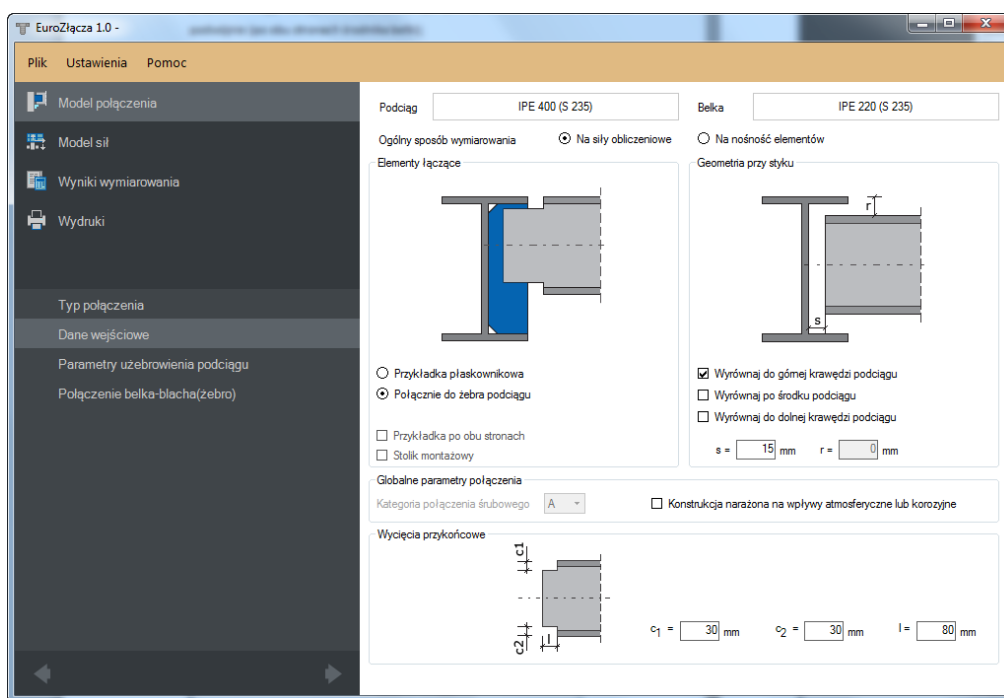 EuroZłącza 1.0 -
Plik Ustawienia Pomoc
Model połączenia
Model sił
Wyniki wymiarowania
Wydruki
Typ połączenia
Dane wejściowe
Parametry użebrowienia podciągu
Połączenie belka-blacha(żebro)
Podciąg IPE 400 (S 235) Belka IPE 220 (S 235)
Ogólny sposób wymiarowania Na siły obliczeniowe Na nośność elementów
Elementy łączące
Przykładka płaskownikowa
Połącznie do żebra podciągu
Przykładka po obu stronach
Stolik montażowy
Geometria przy styku
r
s
Wyrównaj do górnej krawędzi podciągu
Wyrównaj po środku podciągu
Wyrównaj do dolnej krawędzi podciągu
s = 15 mm r = 0 mm
Globalne parametry połączenia
Kategoria połączenia śrubowego A Konstrukcja narażona na wpływy atmosferyczne lub korozyjne
Wycięcia przykońcowe
c1
c2
l
c1 = 30 mm c2 = 30 mm l = 80 mm